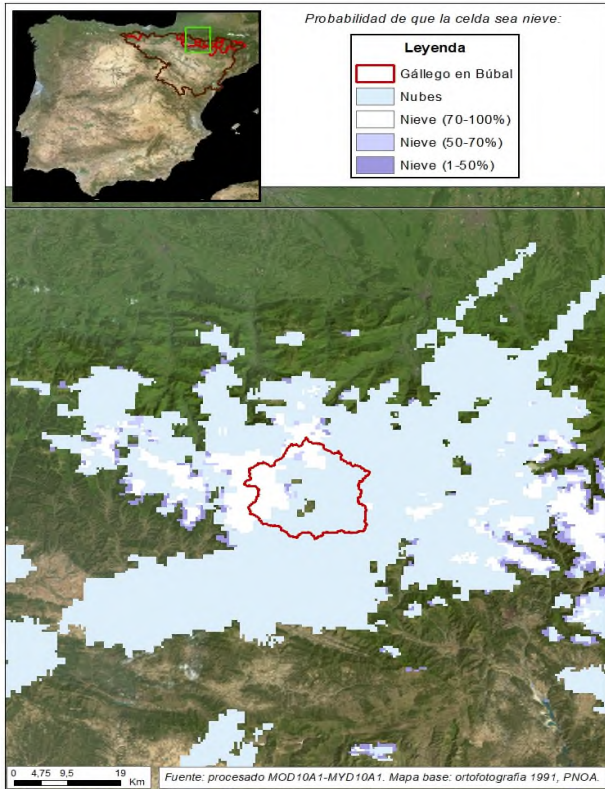 Probabilidad de que la celda sea nieve:
Leyenda
Gállego en Búbal
Nubes
Nieve (70-100%)
Nieve (50-70%)
Nieve (1-50%)
0 4,75 9,5 19
Km
Fuente: procesado MOD10A1-MYD10A1. Mapa base: ortofotografía 1991, PNOA.